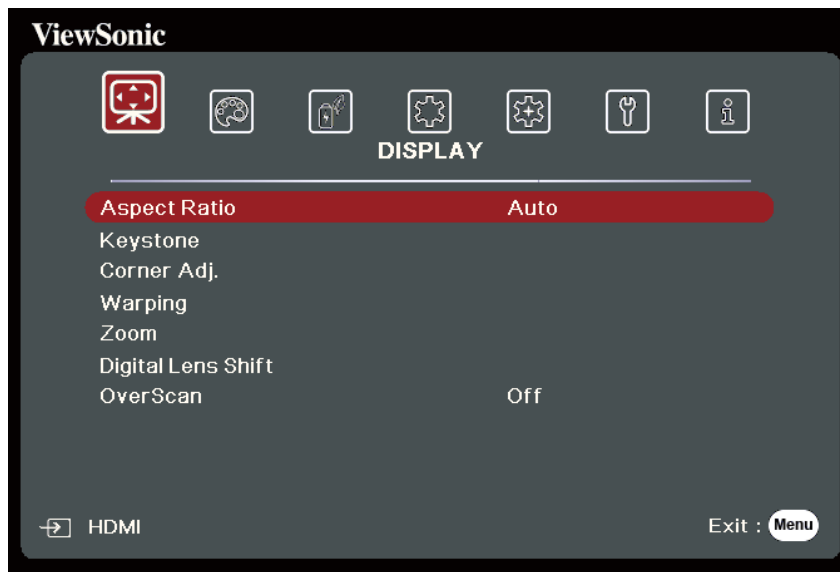 ViewSonic
DISPLAY
Aspect Ratio Auto
Keystone
Corner Adj.
Warping
Zoom
Digital Lens Shift
OverScan Off
HDMI Exit : Menu